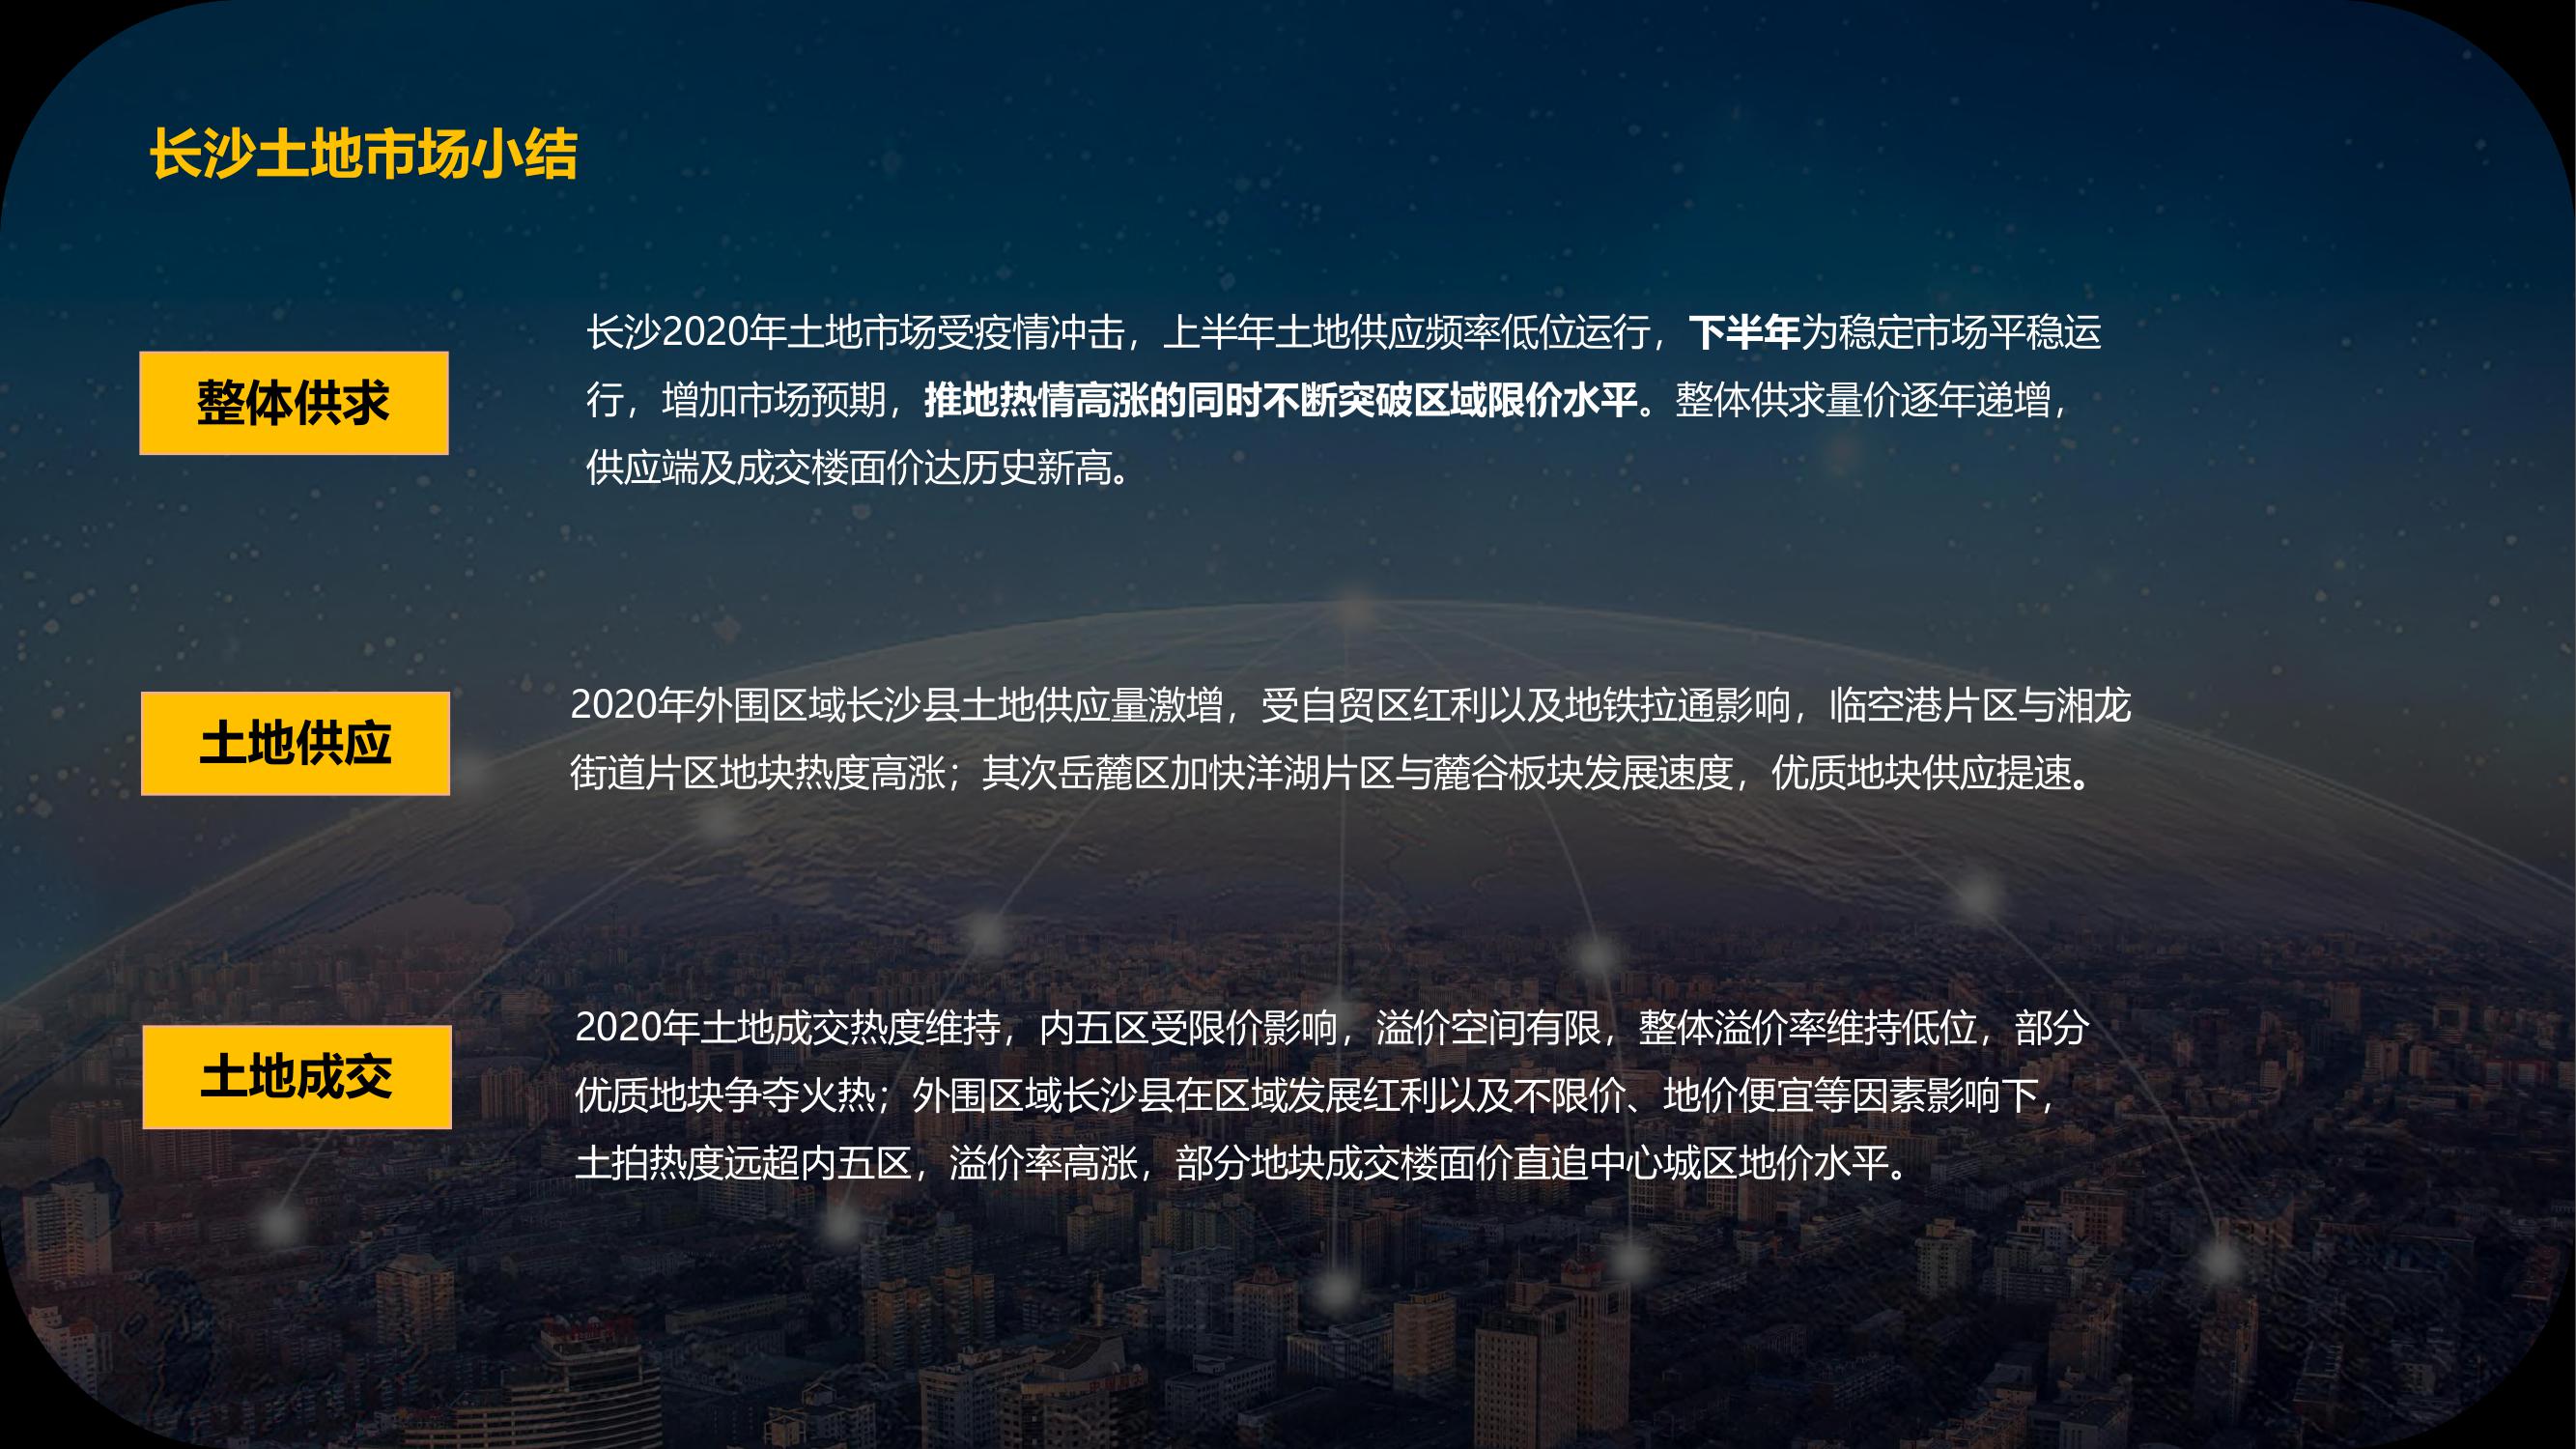 长沙土地市场小结
整体供求
长沙2020年土地市场受疫情冲击，上半年土地供应频率低位运行，下半年为稳定市场平稳运
行，增加市场预期，推地热情高涨的同时不断突破区域限价水平。整体供求量价逐年递增，
供应端及成交楼面价达历史新高。
土地供应
2020年外围区域长沙县土地供应量激增，受自贸区红利以及地铁拉通影响，临空港片区与湘龙
街道片区地块热度高涨；其次岳麓区加快洋湖片区与麓谷板块发展速度，优质地块供应提速。
土地成交
2020年土地成交热度维持，内五区受限价影响，溢价空间有限，整体溢价率维持低位，部分
优质地块争夺火热；外围区域长沙县在区域发展红利以及不限价、地价便宜等因素影响下，
土拍热度远超内五区，溢价率高涨，部分地块成交楼面价直追中心城区地价水平。